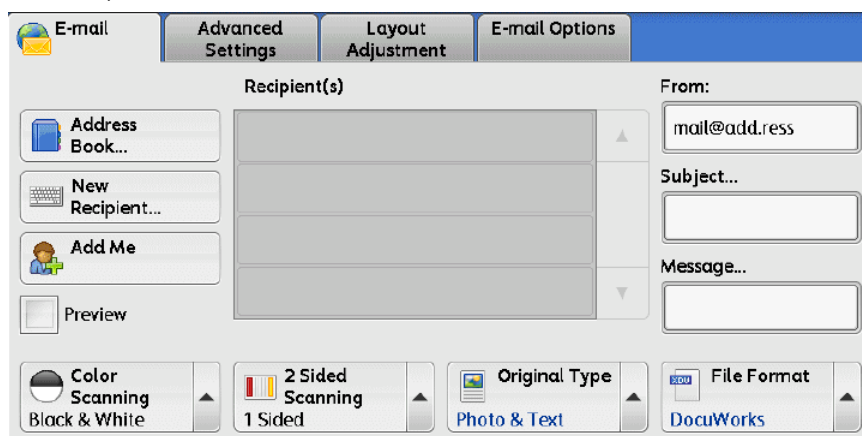 E-mail
Advanced
Settings
Layout
Adjustment
E-mail Options
Recipient(s)
From:
Address
Book...
mail@add.ress
New
Recipient...
Subject...
Add Me
Message...
Preview
Color
Scanning
Black & White
2 Sided
Scanning
1 Sided
Original Type
Photo & Text
XDW
File Format
DocuWorks